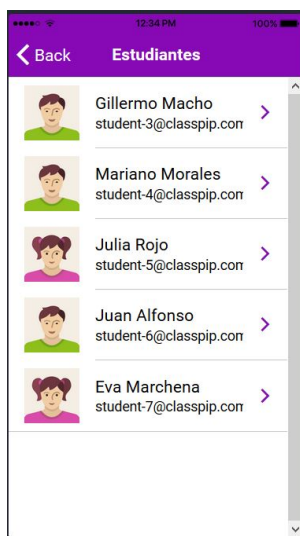 12:34 PM
100%
Back
Estudiantes
Gillermo Macho
student-3@classpip.com
Mariano Morales
student-4@classpip.com
Julia Rojo
student-5@classpip.com
Juan Alfonso
student-6@classpip.com
Eva Marchena
student-7@classpip.com